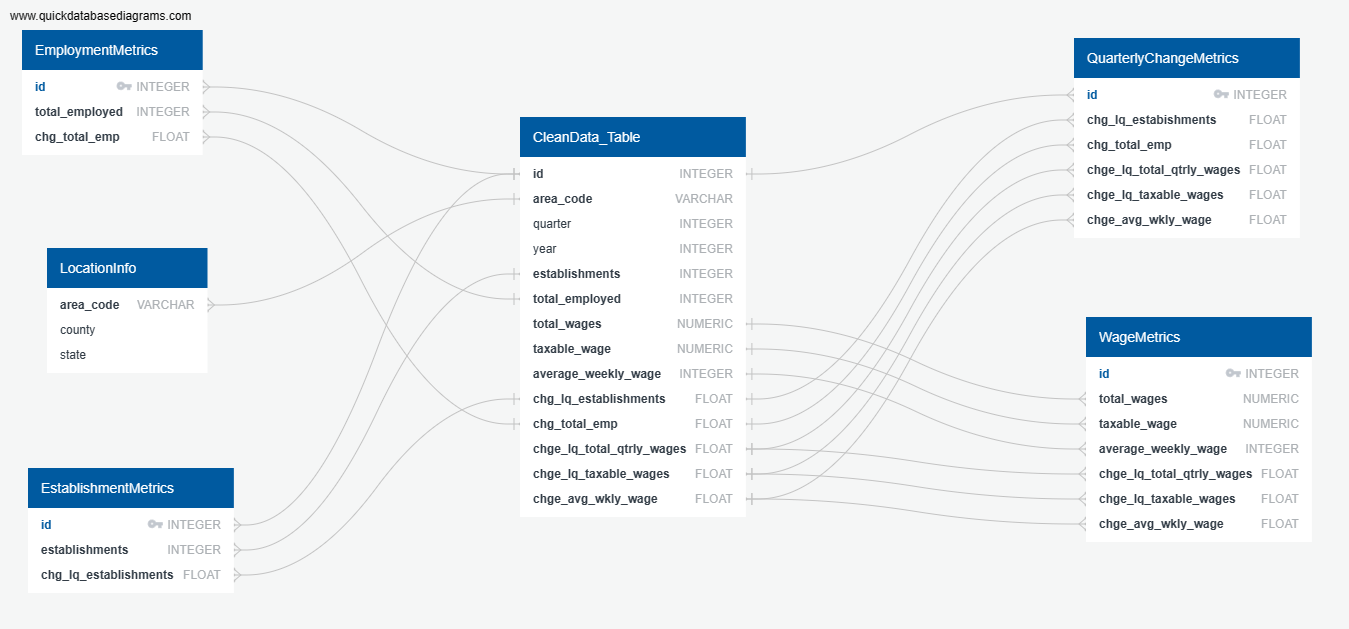 www.quickdatabasediagrams.com
EmploymentMetrics
id INTEGER
total_employed INTEGER
chg_total_emp FLOAT
LocationInfo
area_code VARCHAR
county
state
EstablishmentMetrics
id INTEGER
establishments INTEGER
chg_lq_establishments FLOAT
CleanData_Table
id INTEGER
area_code VARCHAR
quarter INTEGER
year INTEGER
establishments INTEGER
total_employed INTEGER
total_wages NUMERIC
taxable_wage NUMERIC
average_weekly_wage INTEGER
chg_lq_establishments FLOAT
chg_total_emp FLOAT
chge_lq_total_qtrly_wages FLOAT
chge_lq_taxable_wages FLOAT
chge_avg_wkly_wage FLOAT
QuarterlyChangeMetrics
id INTEGER
chg_lq_estabishments FLOAT
chg_total_emp FLOAT
chge_lq_total_qtrly_wages FLOAT
chge_lq_taxable_wages FLOAT
chge_avg_wkly_wage FLOAT
WageMetrics
id INTEGER
total_wages NUMERIC
taxable_wage NUMERIC
average_weekly_wage INTEGER
chge_lq_total_qtrly_wages FLOAT
chge_lq_taxable_wages FLOAT
chge_avg_wkly_wage FLOAT